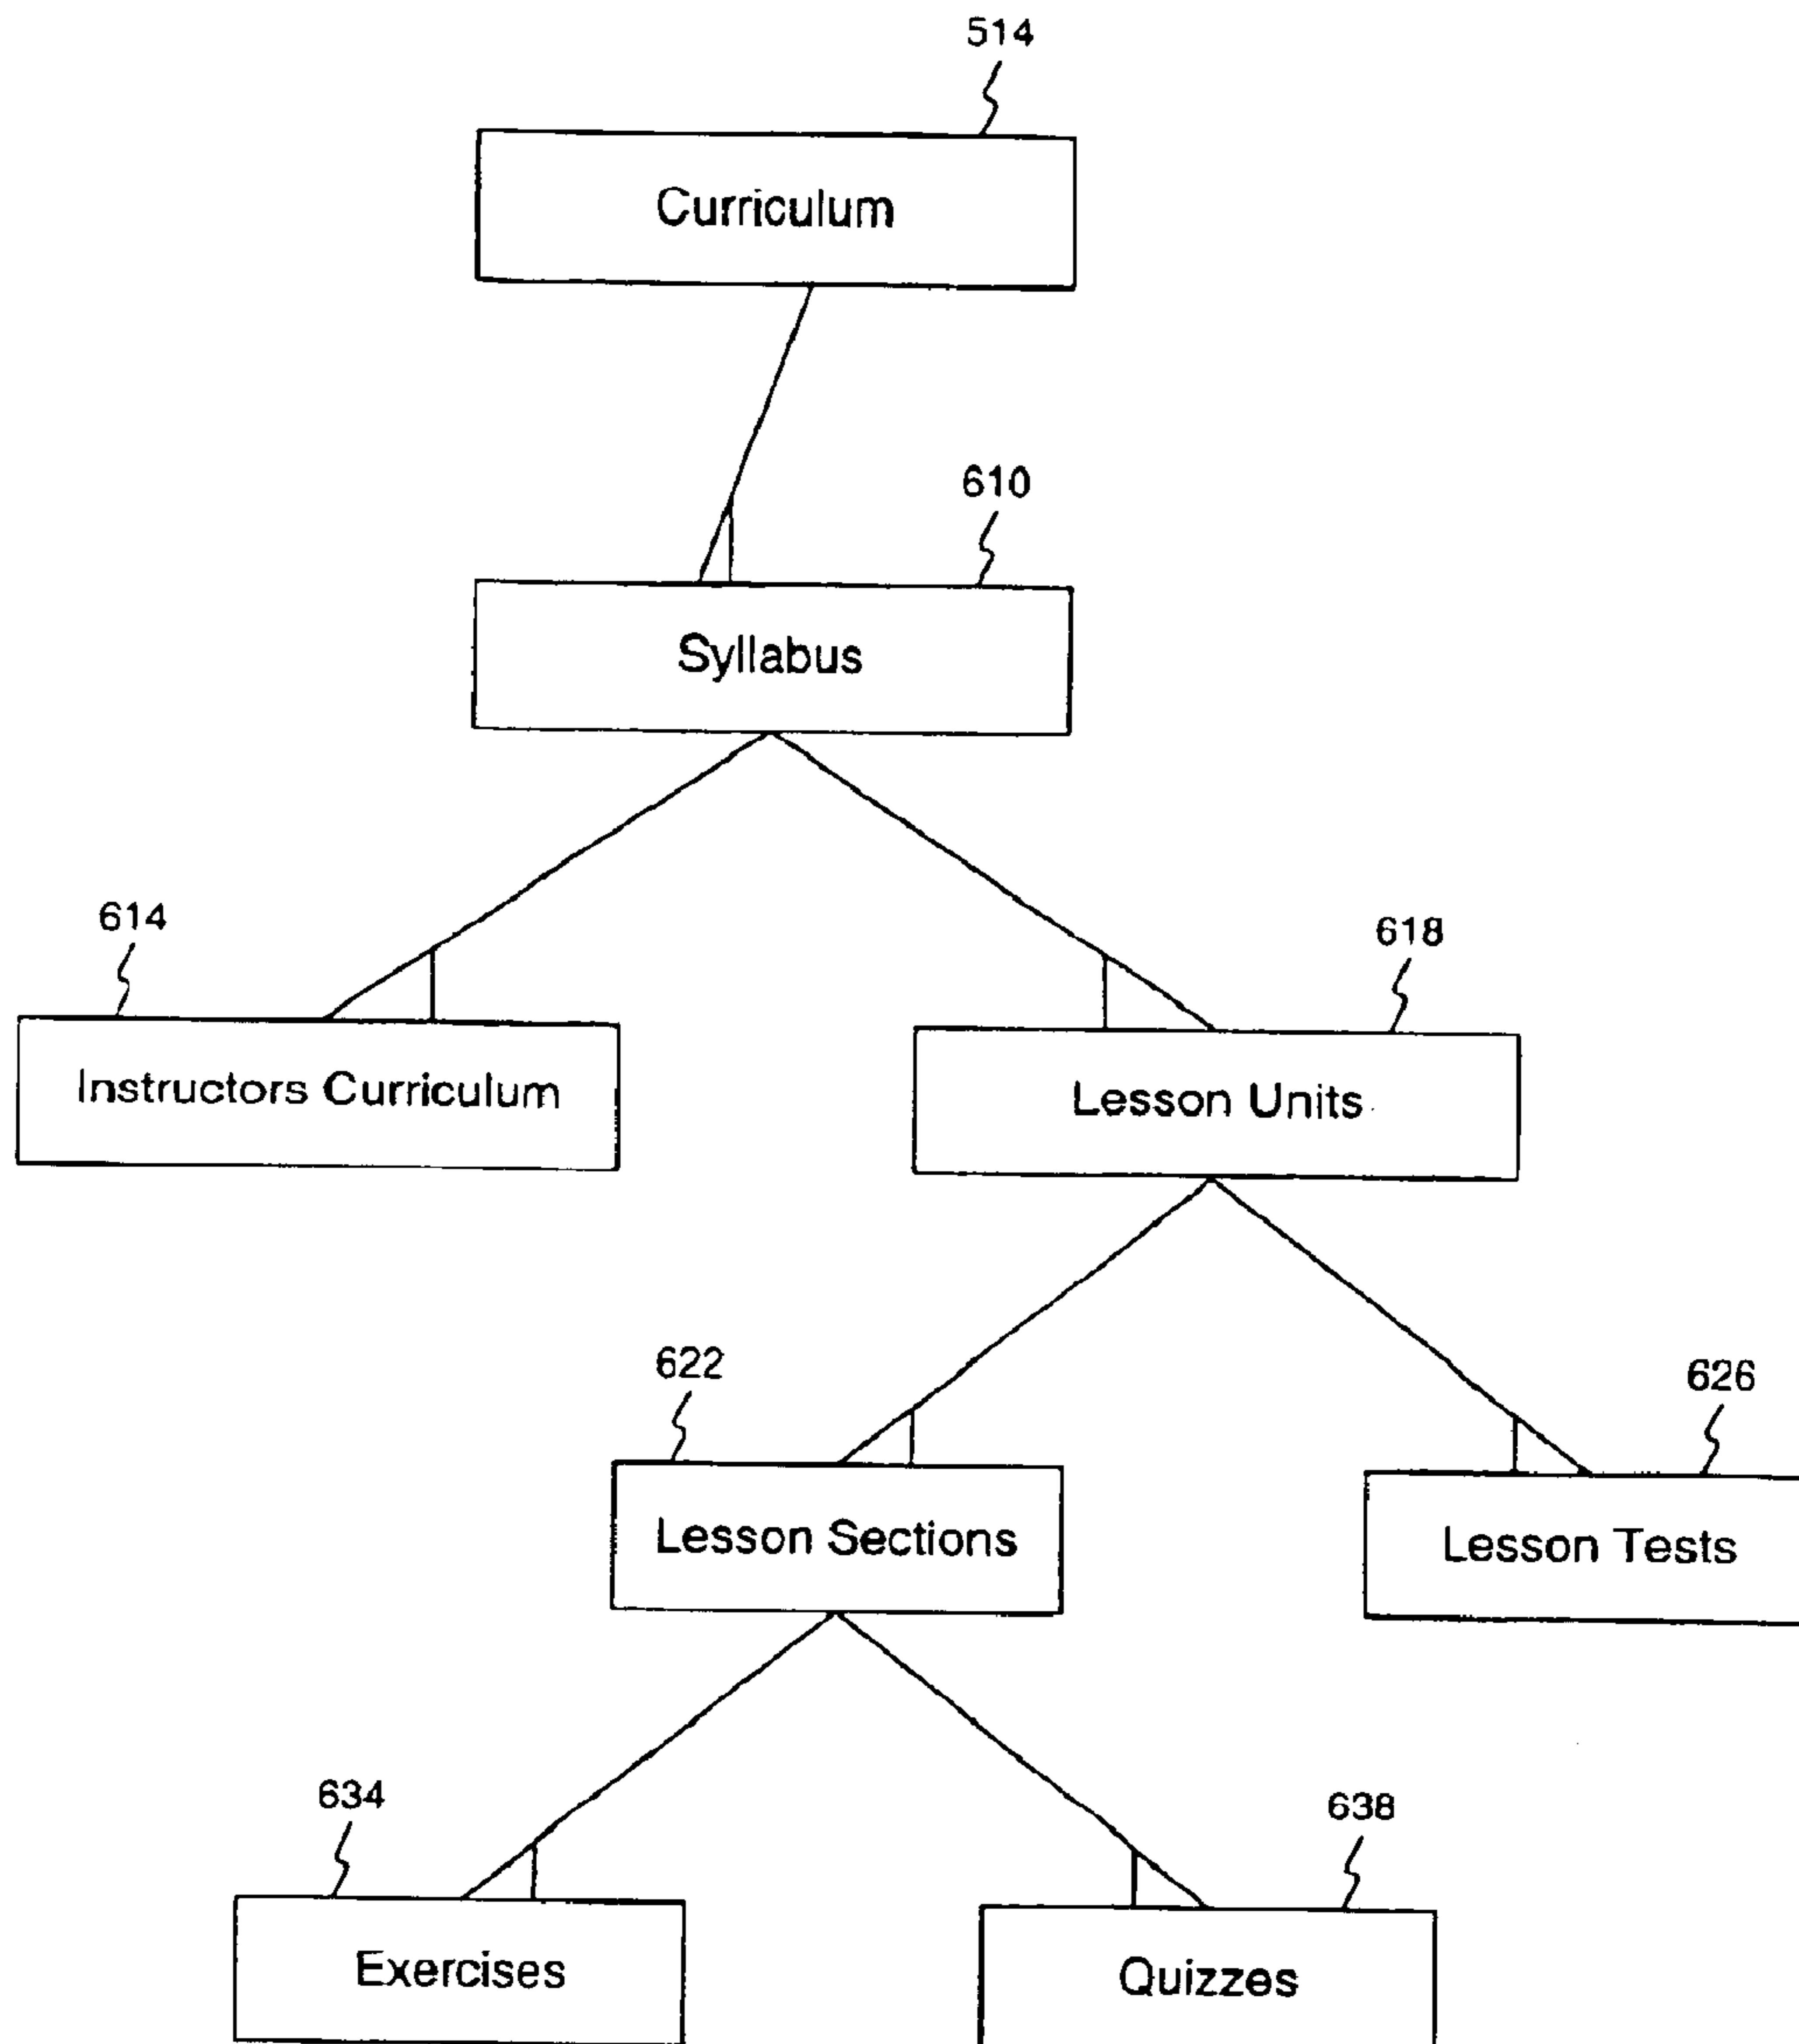 514
Curriculum
610
Syllabus
614
618
Instructors Curriculum
Lesson Units
622
626
Lesson Sections
Lesson Tests
634
638
Exercises
Quizzes